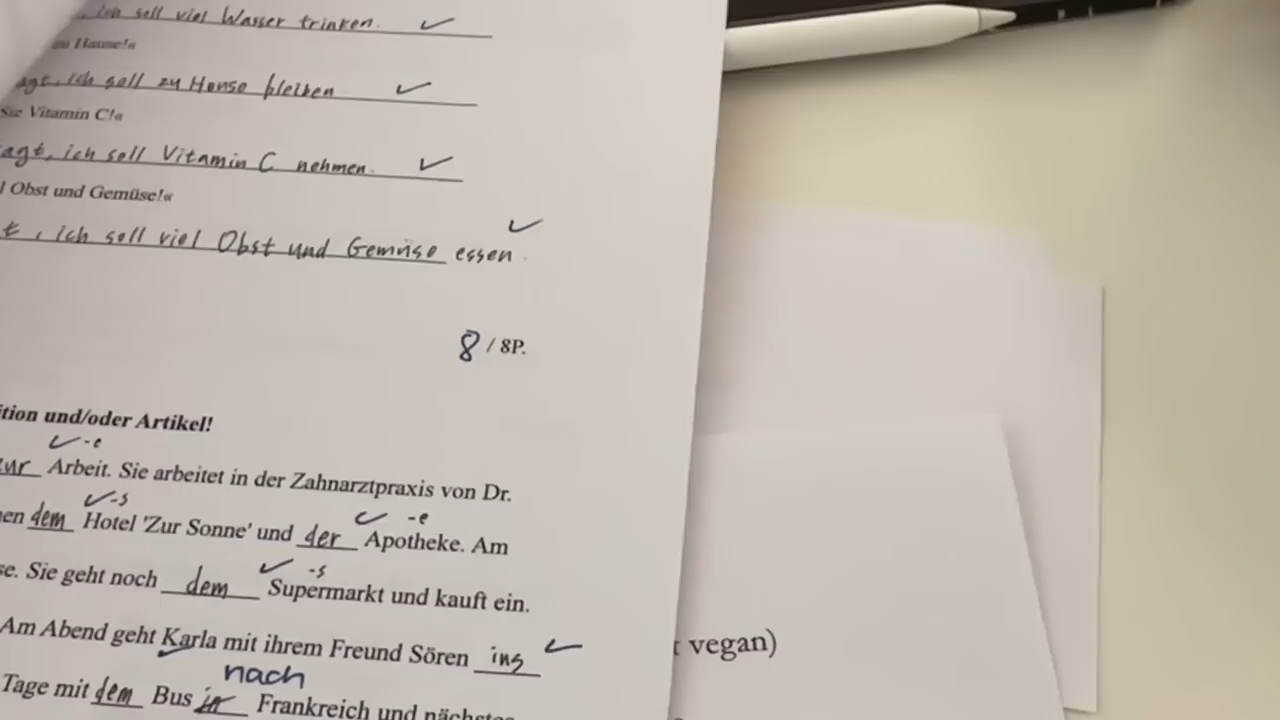 , ich soll viel Wasser trinken. ✓
zu Hause!«
agt, ich soll zu Hause bleiben ✓
Sie Vitamin C!«
agt, ich soll Vitamin C nehmen. ✓
l Obst und Gemüse!«
t, ich soll viel Obst und Gemüse essen. ✓
8 / 8P.
ition und/oder Artikel!
✓ -e
zur Arbeit. Sie arbeitet in der Zahnarztpraxis von Dr.
✓ -s
en dem Hotel 'Zur Sonne' und der Apotheke. Am
✓ -e
se. Sie geht noch dem Supermarkt und kauft ein.
✓ -s
Am Abend geht Karla mit ihrem Freund Sören ins ✓
nach
Tage mit dem Bus in Frankreich und nächstes
vegan)